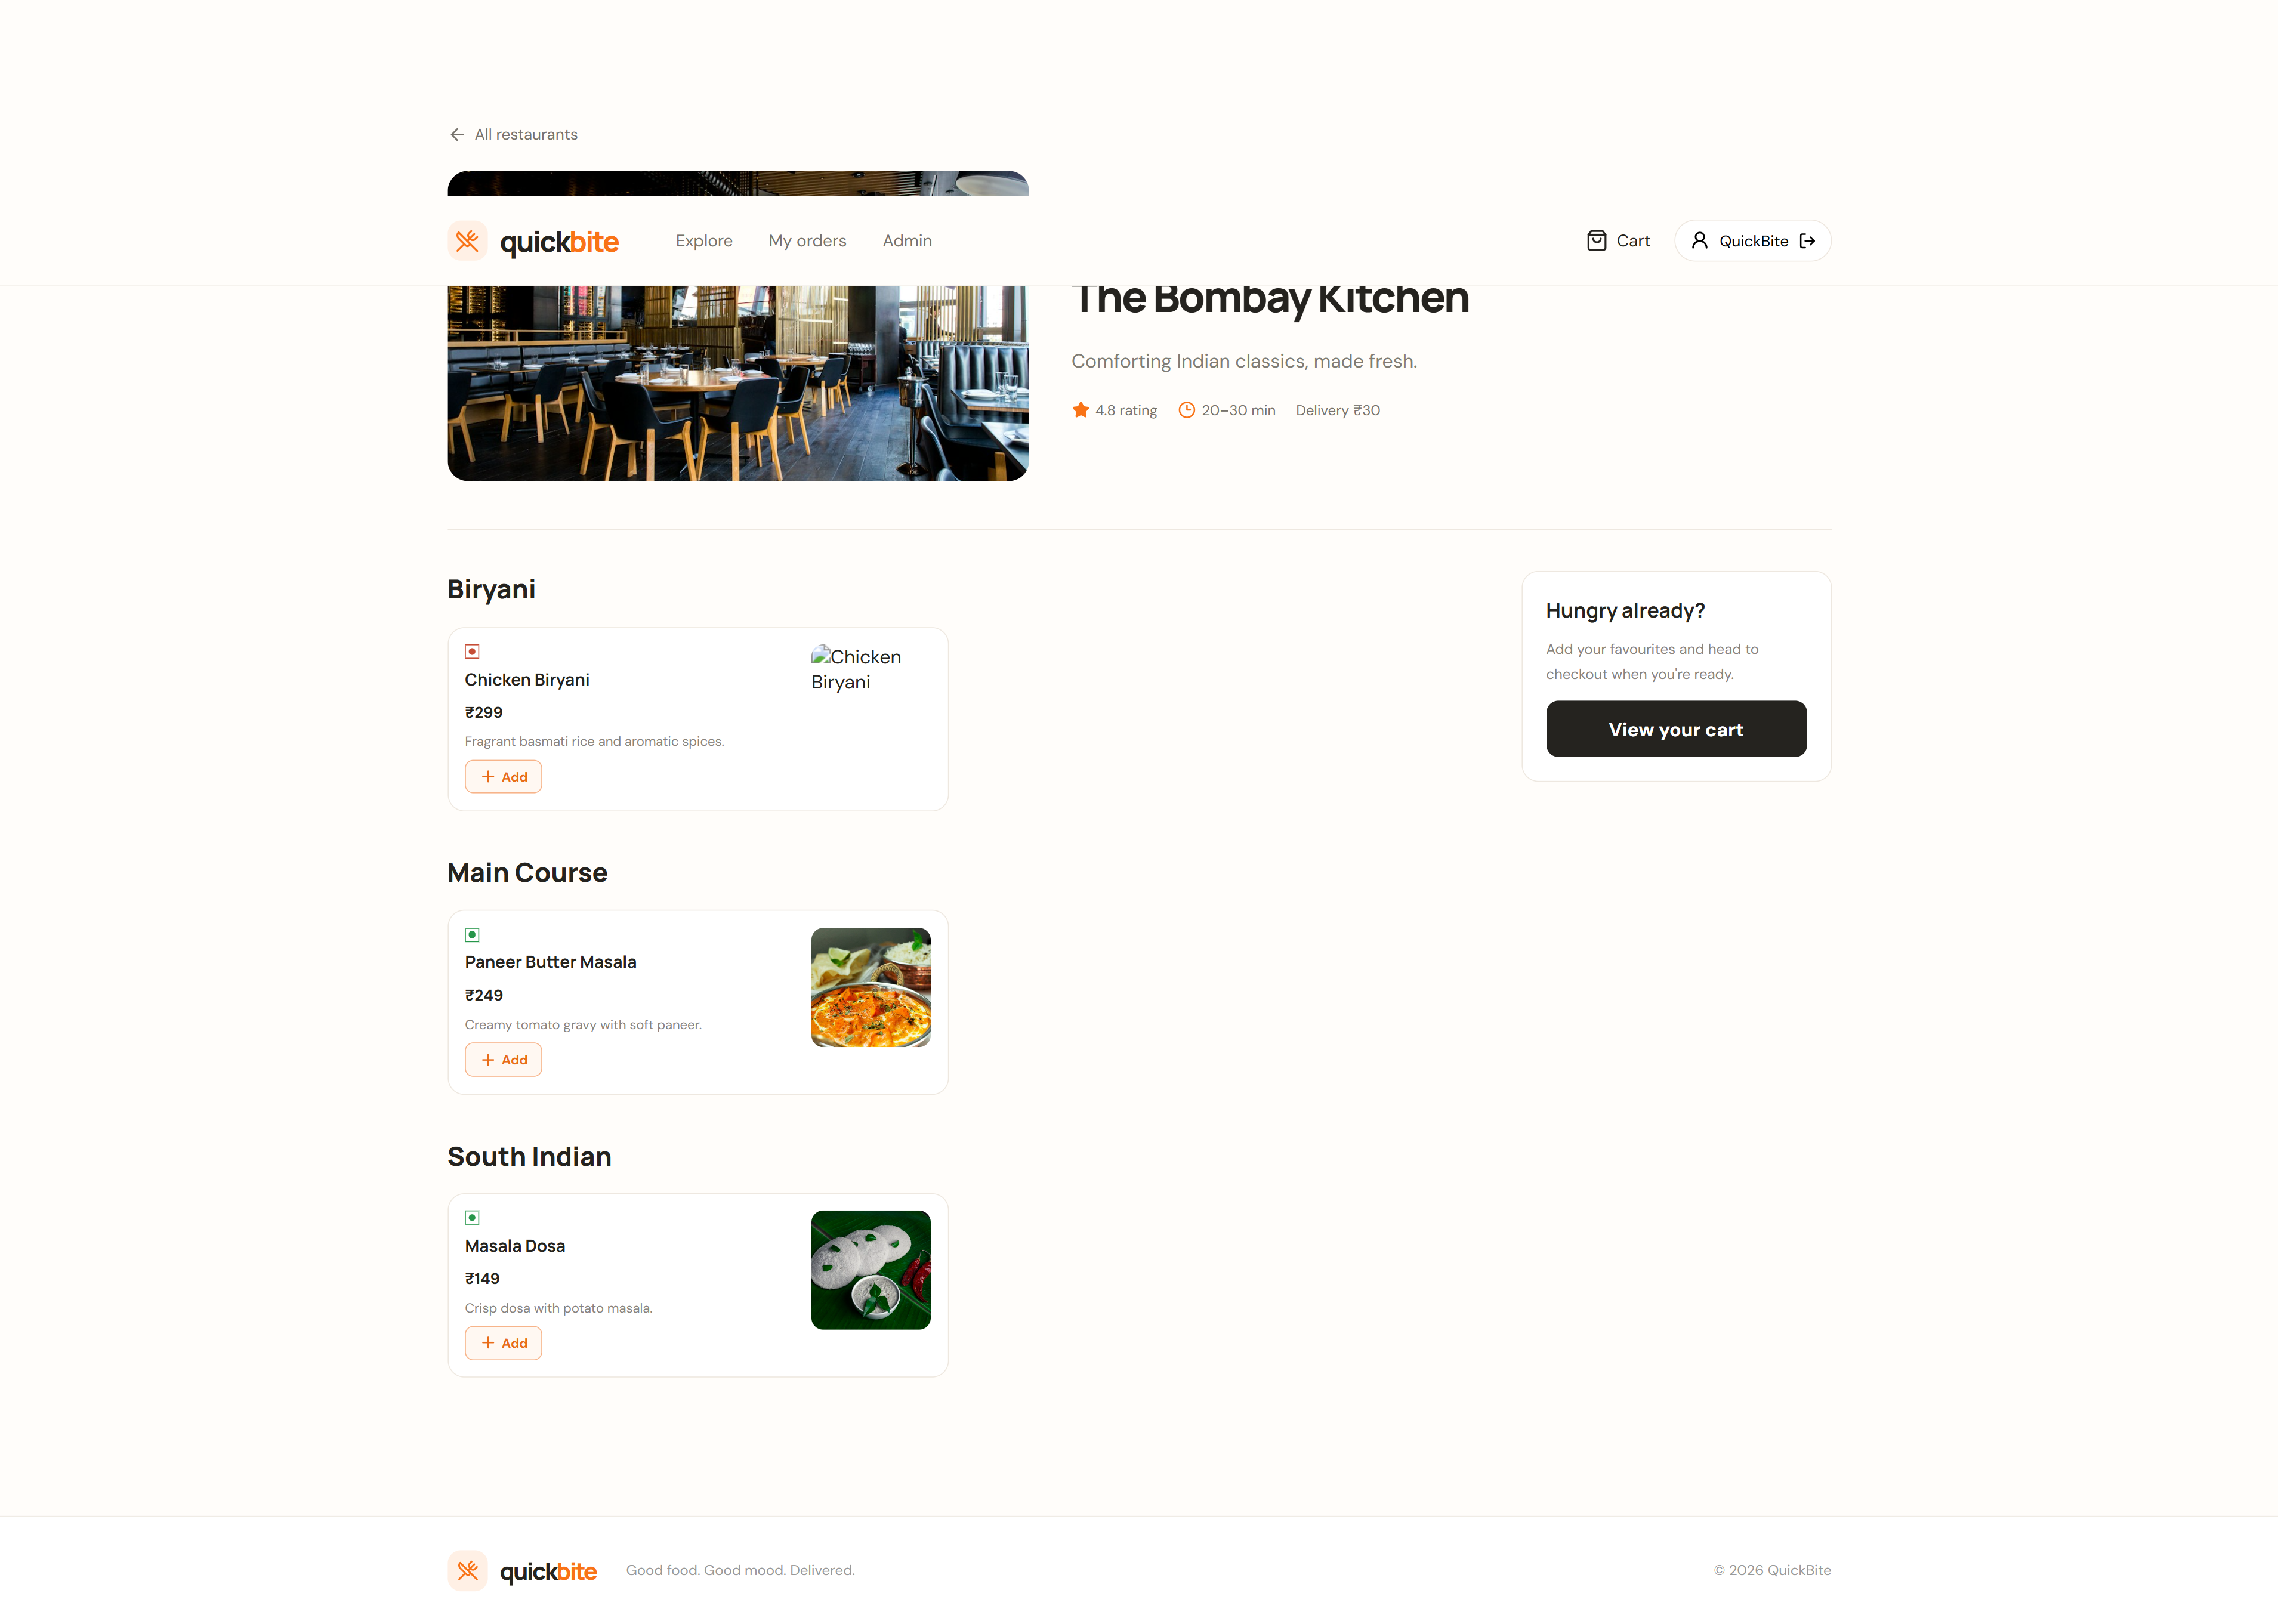 All restaurants
quickbite
Explore
My orders
Admin
Cart
QuickBite
The Bombay Kitchen
Comforting Indian classics, made fresh.
4.8 rating
20–30 min
Delivery ₹30
Biryani
Chicken Biryani
₹299
Fragrant basmati rice and aromatic spices.
Add
Chicken
Biryani
Hungry already?
Add your favourites and head to
checkout when you're ready.
View your cart
Main Course
Paneer Butter Masala
₹249
Creamy tomato gravy with soft paneer.
Add
South Indian
Masala Dosa
₹149
Crisp dosa with potato masala.
Add
quickbite
Good food. Good mood. Delivered.
© 2026 QuickBite